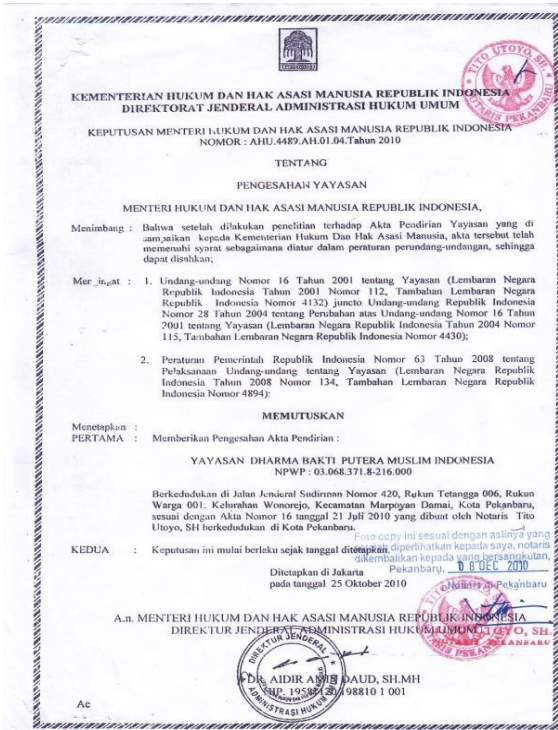 TITO UTOYO, SH.
NOTARIS PEKANBARU
KEMENTERIAN HUKUM DAN HAK ASASI MANUSIA REPUBLIK INDONESIA
DIREKTORAT JENDERAL ADMINISTRASI HUKUM UMUM
KEPUTUSAN MENTERI HUKUM DAN HAK ASASI MANUSIA REPUBLIK INDONESIA
NOMOR : AHU.4489.AH.01.04.Tahun 2010
TENTANG
PENGESAHAN YAYASAN
MENTERI HUKUM DAN HAK ASASI MANUSIA REPUBLIK INDONESIA,
Menimbang : Bahwa setelah dilakukan penelitian terhadap Akta Pendirian Yayasan yang di
sampaikan kepada Kementerian Hukum Dan Hak Asasi Manusia, akta tersebut telah
memenuhi syarat sebagaimana diatur dalam peraturan perundang-undangan, sehingga
dapat disahkan;
Mengingat : 1. Undang-undang Nomor 16 Tahun 2001 tentang Yayasan (Lembaran Negara
Republik Indonesia Tahun 2001 Nomor 112, Tambahan Lembaran Negara
Republik Indonesia Nomor 4132) juncto Undang-undang Republik Indonesia
Nomor 28 Tahun 2004 tentang Perubahan atas Undang-undang Nomor 16 Tahun
2001 tentang Yayasan (Lembaran Negara Republik Indonesia Tahun 2004 Nomor
115, Tambahan Lembaran Negara Republik Indonesia Nomor 4430);
2. Peraturan Pemerintah Republik Indonesia Nomor 63 Tahun 2008 tentang
Pelaksanaan Undang-undang tentang Yayasan (Lembaran Negara Republik
Indonesia Tahun 2008 Nomor 134, Tambahan Lembaran Negara Republik
Indonesia Nomor 4894);
MEMUTUSKAN
Menetapkan :
PERTAMA : Memberikan Pengesahan Akta Pendirian :
YAYASAN DHARMA BAKTI PUTERA MUSLIM INDONESIA
NPWP : 03.068.371.8-216.000
Berkedudukan di Jalan Jenderal Sudirman Nomor 420, Rukun Tetangga 006, Rukun
Warga 001, Kelurahan Wonorejo, Kecamatan Marpoyan Damai, Kota Pekanbaru,
sesuai dengan Akta Nomor 16 tanggal 21 Juli 2010 yang dibuat oleh Notaris Tito
Utoyo, SH berkedudukan di Kota Pekanbaru.
Foto copy ini sesuai dengan aslinya yang
KEDUA : Keputusan ini mulai berlaku sejak tanggal ditetapkan.
diperlihatkan kepada saya, notaris
dikembalikan kepada yang bersangkutan,
Pekanbaru, 08 DEC 2010
Ditetapkan di Jakarta
pada tanggal 25 Oktober 2010
Notaris di Pekanbaru
A.n. MENTERI HUKUM DAN HAK ASASI MANUSIA REPUBLIK INDONESIA
DIREKTUR JENDERAL ADMINISTRASI HUKUM UMUM
DIREKTUR JENDERAL
ADMINISTRASI HUKUM
DR. AIDIR AMIN DAUD, SH.MH
Ac